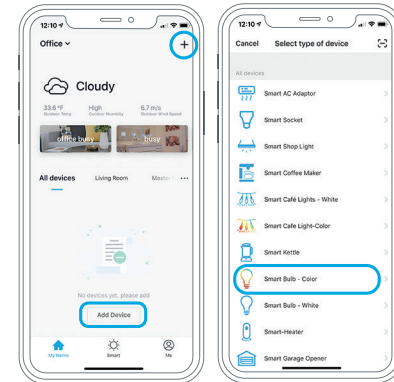 12:10
Office
+
Cloudy
33.6 °F
High
6.7 m/s
Outdoor Temp
Outdoor Humidity
Outdoor Wind Speed
office busy
busy
All devices
Living Room
Master
...
No devices yet, please add
Add Device
My Home
Smart
Me
12:10
Cancel
Select type of device
All devices
Smart AC Adaptor
Smart Socket
Smart Shop Light
Smart Coffee Maker
Smart Café Lights - White
Smart Cafe Light-Color
Smart Kettle
Smart Bulb - Color
Smart Bulb - White
Smart-Heater
Smart Garage Opener